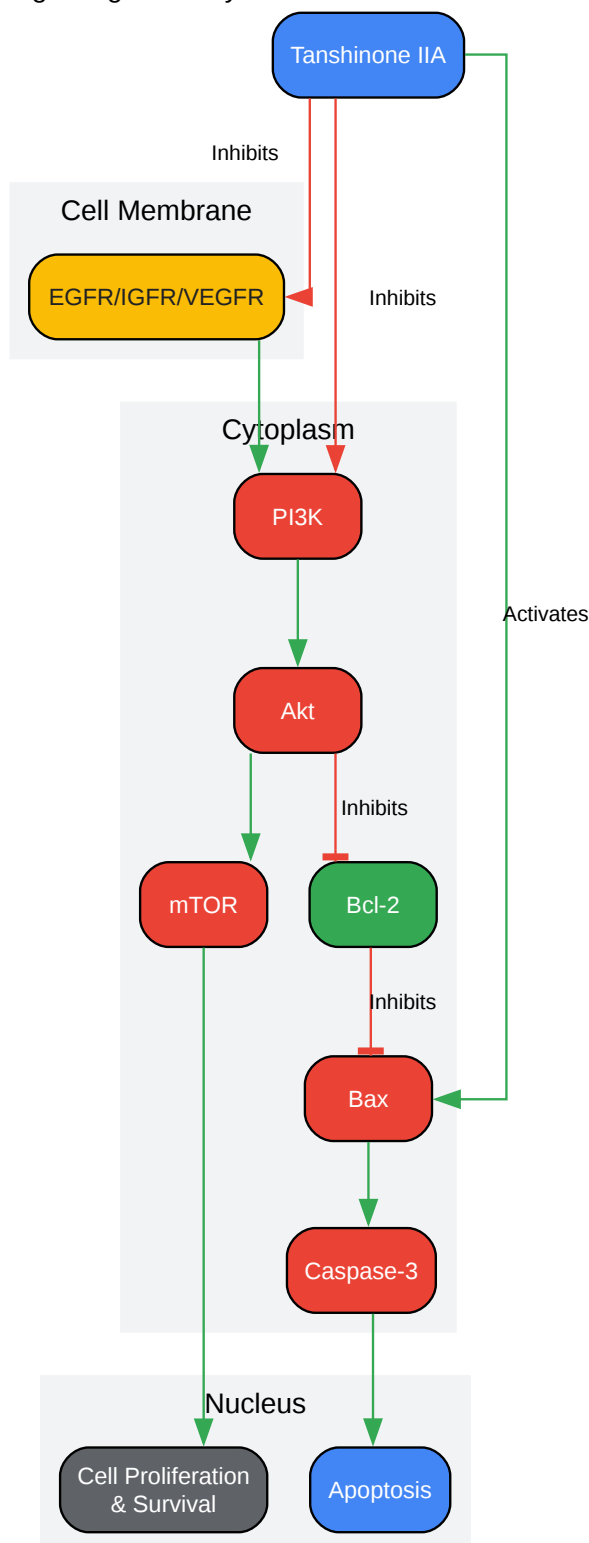 Tanshinone IIA
Inhibits
Cell Membrane
EGFR/IGFR/VEGFR
Inhibits
Cytoplasm
PI3K
Activates
Akt
Inhibits
mTOR
Bcl-2
Inhibits
Bax
Caspase-3
Nucleus
Cell Proliferation
& Survival
Apoptosis